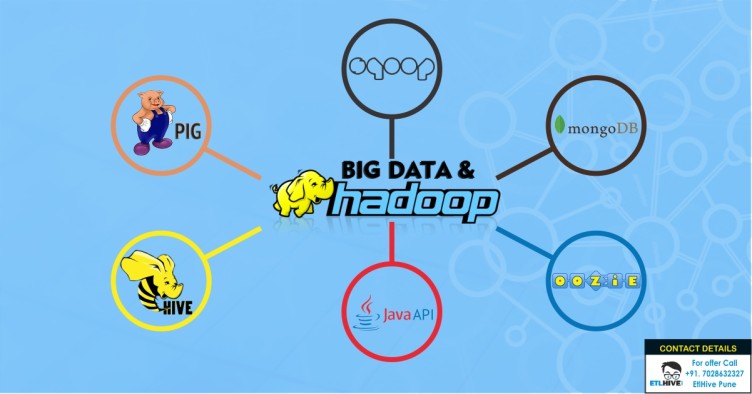 sqoop
PIG
mongoDB
BIG DATA &
hadoop
HIVE
Java API
OOZIE
CONTACT DETAILS
For offer Call
+91. 7028632327
EtlHive Pune
ETLHIVE